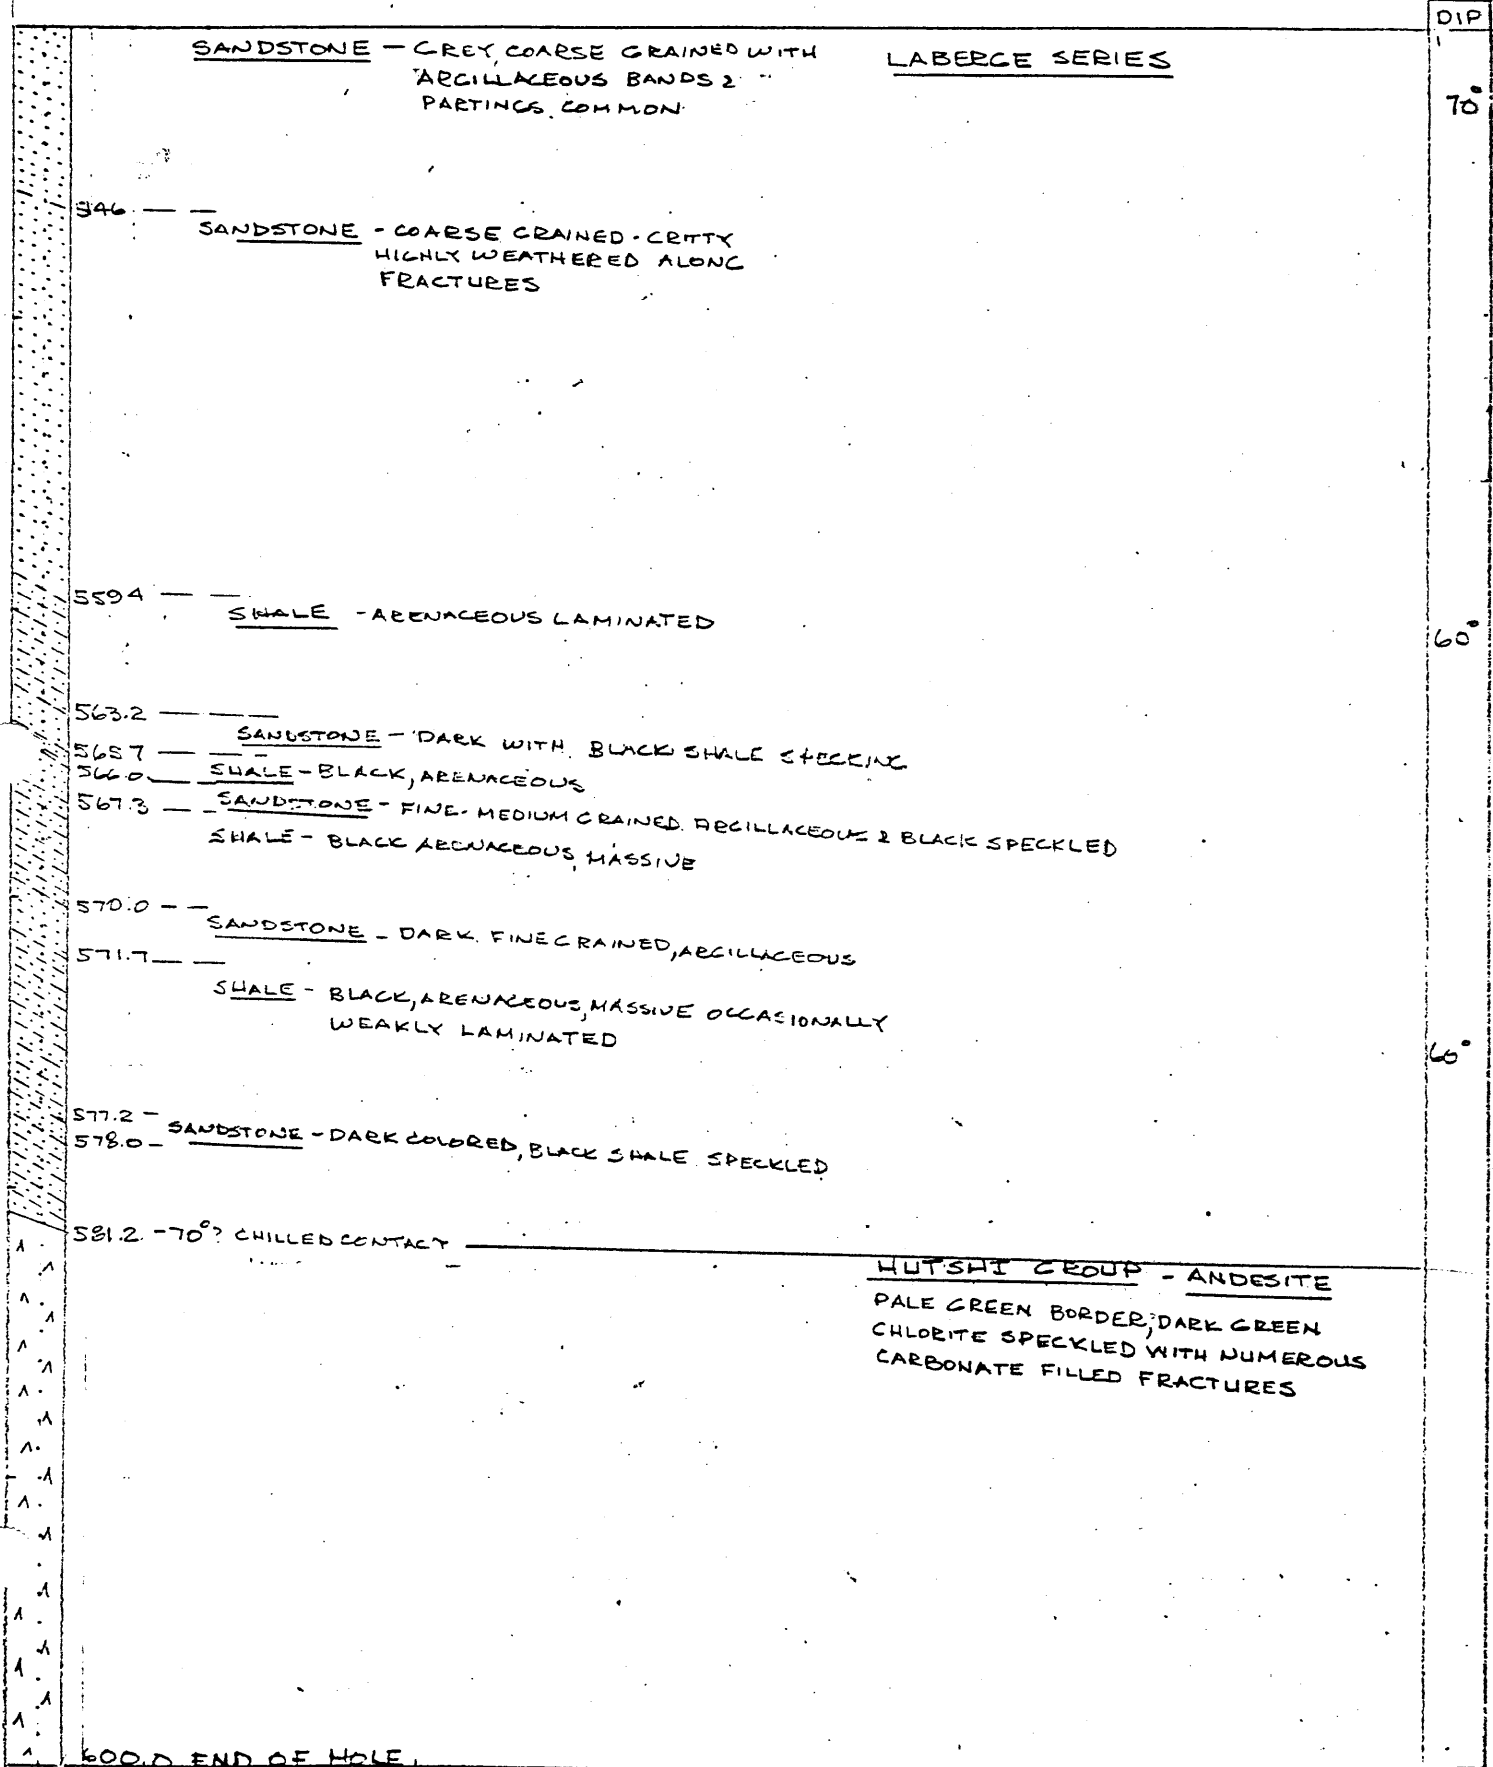 DIP
SANDSTONE - GREY, COARSE GRAINED WITH
ARGILLACEOUS BANDS &
PARTINGS COMMON
LABERGE SERIES
70°
546
SANDSTONE - COARSE GRAINED - GRITTY
HIGHLY WEATHERED ALONG
FRACTURES
559.4
SHALE - ARENACEOUS LAMINATED
60°
563.2
SANDSTONE - DARK WITH BLACK SHALE SPECKING
565.7
566.0 SHALE - BLACK, ARENACEOUS
567.3 SANDSTONE - FINE-MEDIUM GRAINED ARGILLACEOUS & BLACK SPECKLED
SHALE - BLACK ARENACEOUS, MASSIVE
570.0
SANDSTONE - DARK FINE GRAINED, ARGILLACEOUS
571.7
SHALE - BLACK, ARENACEOUS, MASSIVE OCCASIONALLY
WEAKLY LAMINATED
60°
577.2
SANDSTONE - DARK COLORED, BLACK SHALE SPECKLED
578.0
581.2 - 70°? CHILLED CONTACT
HUTSHI GROUP - ANDESITE
PALE GREEN BORDER; DARK GREEN
CHLORITE SPECKLED WITH NUMEROUS
CARBONATE FILLED FRACTURES
600.0 END OF HOLE.